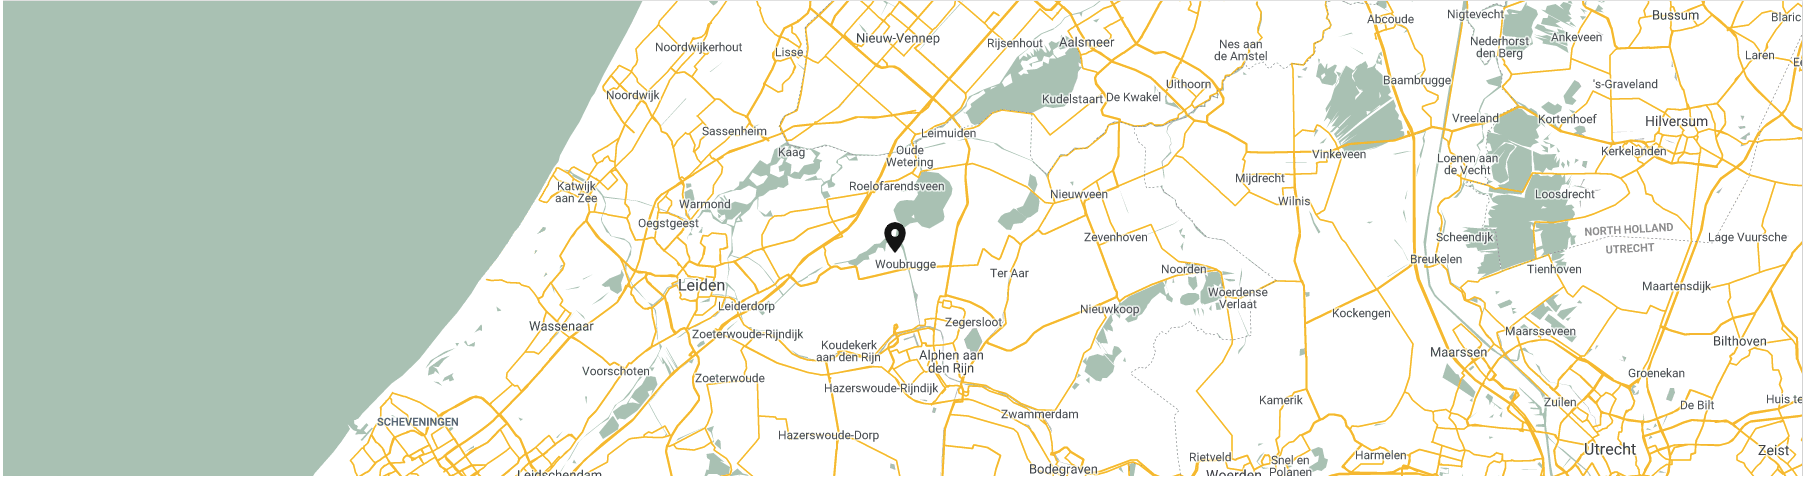 Abcoude
Nigtevecht
Bussum
Blaric
Noordwijkerhout
Lisse
Nieuw-Vennep
Rijsenhout
Aalsmeer
Nes aan
de Amstel
Nederhorst
den Berg
Ankeveen
Laren
Noordwijk
Uithoorn
Baambrugge
's-Graveland
Kudelstaart
De Kwakel
Sassenheim
Leimuiden
Vreeland
Kortenhoef
Hilversum
Kaag
Oude
Wetering
Vinkeveen
Loenen aan
de Vecht
Kerkelanden
Katwijk
aan Zee
Roelofarendsveen
Nieuwveen
Mijdrecht
Loosdrecht
Warmond
Wilnis
Oegstgeest
Zevenhoven
Scheendijk
NORTH HOLLAND
UTRECHT
Lage Vuursche
Woubrugge
Ter Aar
Noorden
Breukelen
Tienhoven
Leiden
Leiderdorp
Woerdense
Verlaat
Maartensdijk
Wassenaar
Zoeterwoude-Rijndijk
Zegersloot
Nieuwkoop
Kockengen
Maarsseveen
Koudekerk
aan den Rijn
Alphen aan
den Rijn
Maarssen
Bilthoven
Voorschoten
Zoeterwoude
Hazerswoude-Rijndijk
Groenekan
SCHEVENINGEN
Zwammerdam
Kamerik
Zuilen
De Bilt
Huis te
Hazerswoude-Dorp
Utrecht
Zeist
Leidschendam
Bodegraven
Rietveld
Woerden
Snel en
Polanen
Harmelen